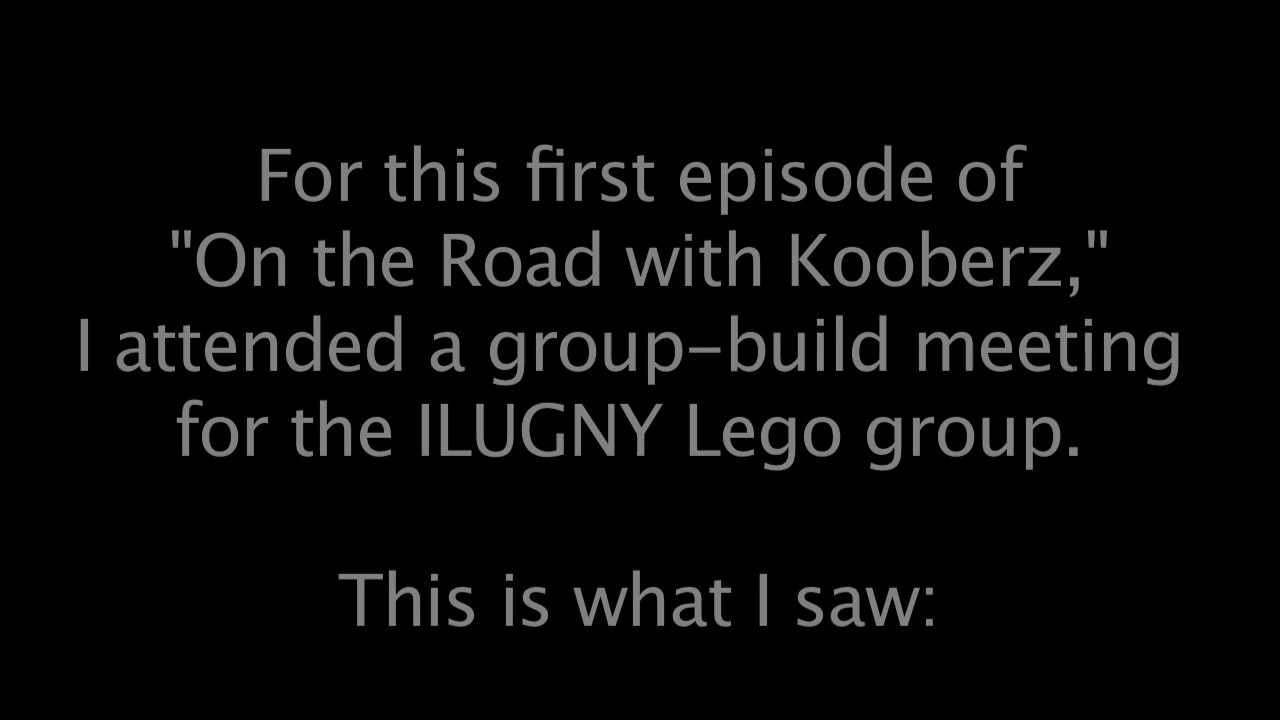 For this first episode of
"On the Road with Kooberz,"
I attended a group-build meeting
for the ILUGNY Lego group.
This is what I saw: